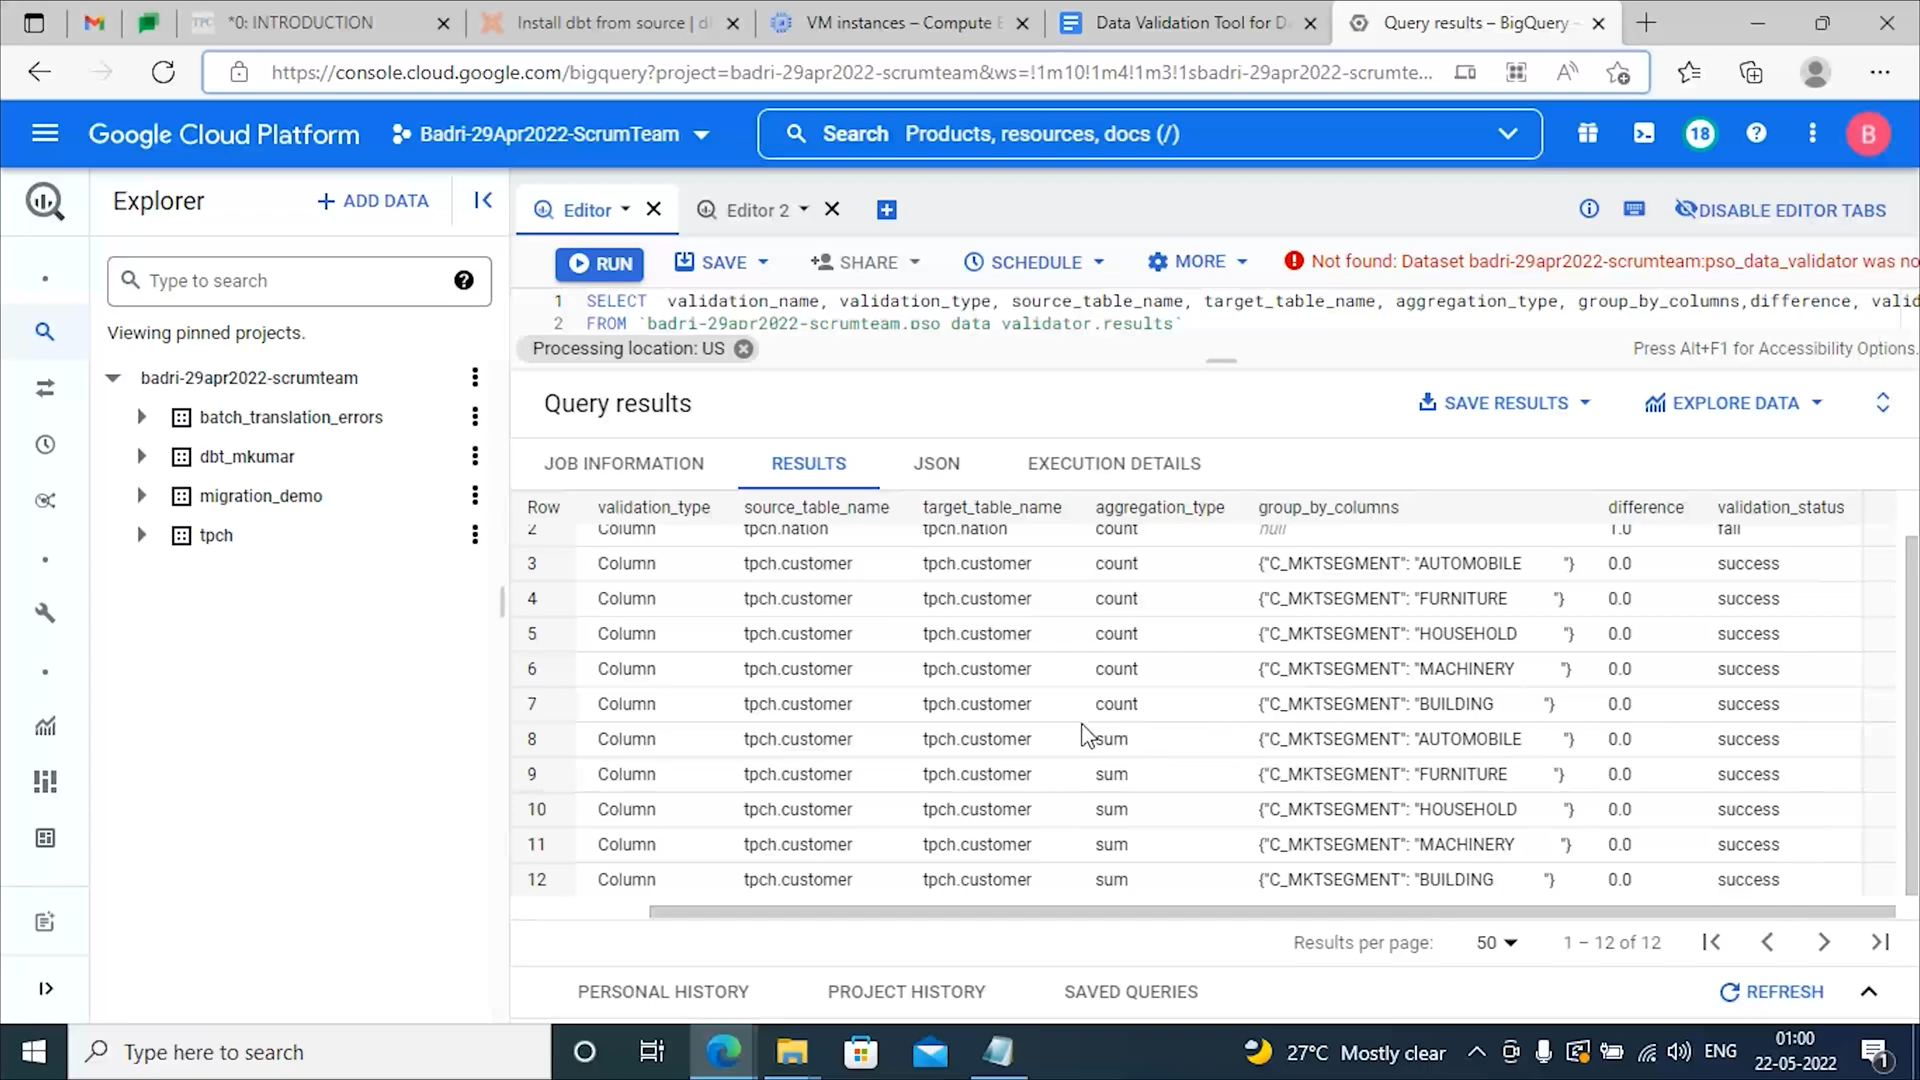 *0: INTRODUCTION
Install dbt from source | d
VM instances – Compute E
Data Validation Tool for D
Query results – BigQuery –
https://console.cloud.google.com/bigquery?project=badri-29apr2022-scrumteam&ws=!1m10!1m4!1m3!1sbadri-29apr2022-scrumte...
Google Cloud Platform
Badri-29Apr2022-ScrumTeam
Search Products, resources, docs (/)
18
B
Explorer
+ ADD DATA
Editor
Editor 2
DISABLE EDITOR TABS
Type to search
RUN
SAVE
SHARE
SCHEDULE
MORE
Not found: Dataset badri-29apr2022-scrumteam:pso_data_validator was no
1 SELECT validation_name, validation_type, source_table_name, target_table_name, aggregation_type, group_by_columns,difference, valid
2 FROM `badri-29apr2022-scrumteam.pso_data_validator.results`
Viewing pinned projects.
Processing location: US
Press Alt+F1 for Accessibility Options.
badri-29apr2022-scrumteam
batch_translation_errors
dbt_mkumar
migration_demo
tpch
Query results
SAVE RESULTS
EXPLORE DATA
JOB INFORMATION RESULTS JSON EXECUTION DETAILS
Row validation_type source_table_name target_table_name aggregation_type group_by_columns difference validation_status
2 Column tpch.nation tpch.nation count null 1.0 fail
3 Column tpch.customer tpch.customer count {"C_MKTSEGMENT": "AUTOMOBILE "} 0.0 success
4 Column tpch.customer tpch.customer count {"C_MKTSEGMENT": "FURNITURE "} 0.0 success
5 Column tpch.customer tpch.customer count {"C_MKTSEGMENT": "HOUSEHOLD "} 0.0 success
6 Column tpch.customer tpch.customer count {"C_MKTSEGMENT": "MACHINERY "} 0.0 success
7 Column tpch.customer tpch.customer count {"C_MKTSEGMENT": "BUILDING "} 0.0 success
8 Column tpch.customer tpch.customer sum {"C_MKTSEGMENT": "AUTOMOBILE "} 0.0 success
9 Column tpch.customer tpch.customer sum {"C_MKTSEGMENT": "FURNITURE "} 0.0 success
10 Column tpch.customer tpch.customer sum {"C_MKTSEGMENT": "HOUSEHOLD "} 0.0 success
11 Column tpch.customer tpch.customer sum {"C_MKTSEGMENT": "MACHINERY "} 0.0 success
12 Column tpch.customer tpch.customer sum {"C_MKTSEGMENT": "BUILDING "} 0.0 success
Results per page: 50 1 – 12 of 12
PERSONAL HISTORY PROJECT HISTORY SAVED QUERIES
REFRESH
Type here to search
27°C Mostly clear
ENG
01:00
22-05-2022
1